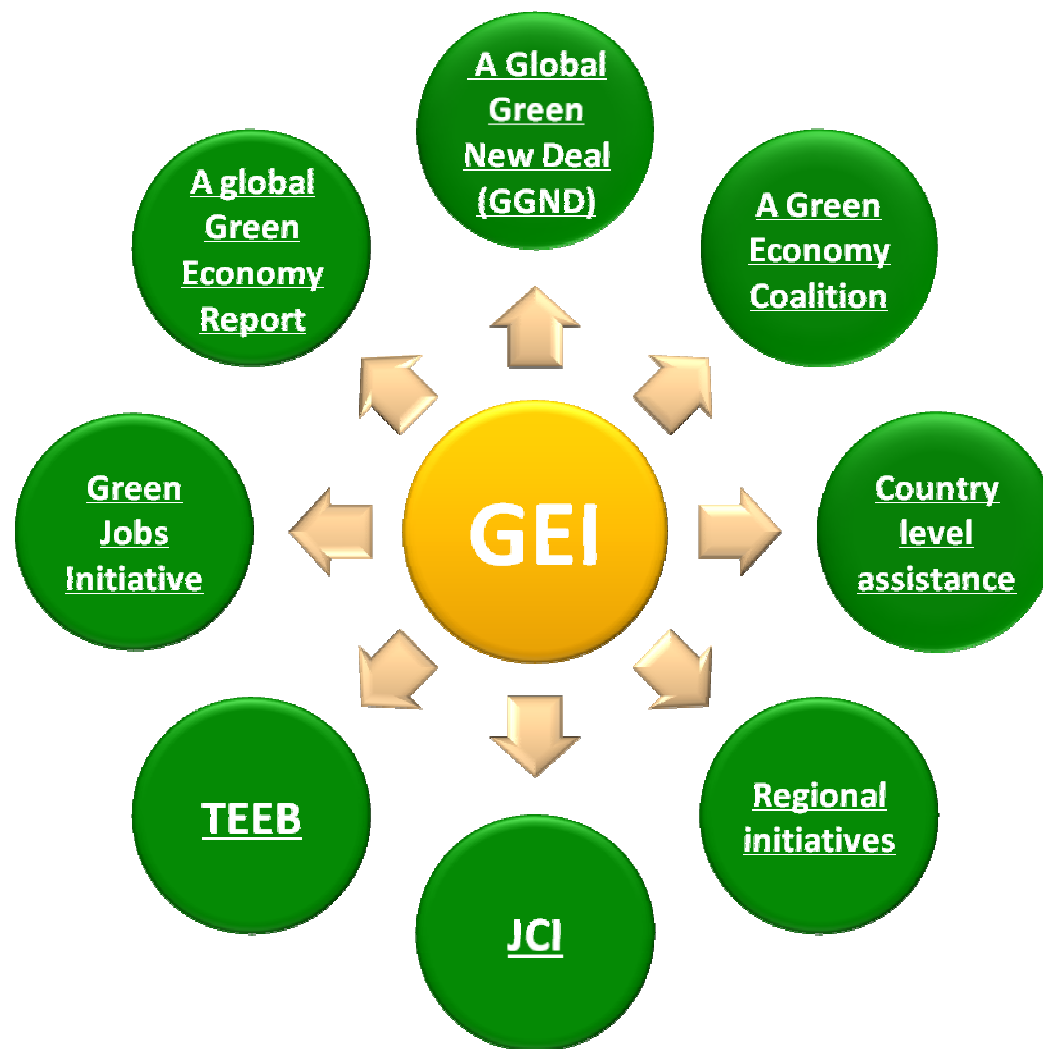 A Global
Green
New Deal
(GGND)
A Green
Economy
Coalition
Country
level
assistance
Regional
initiatives
JCI
TEEB
Green
Jobs
Initiative
A global
Green
Economy
Report
GEI